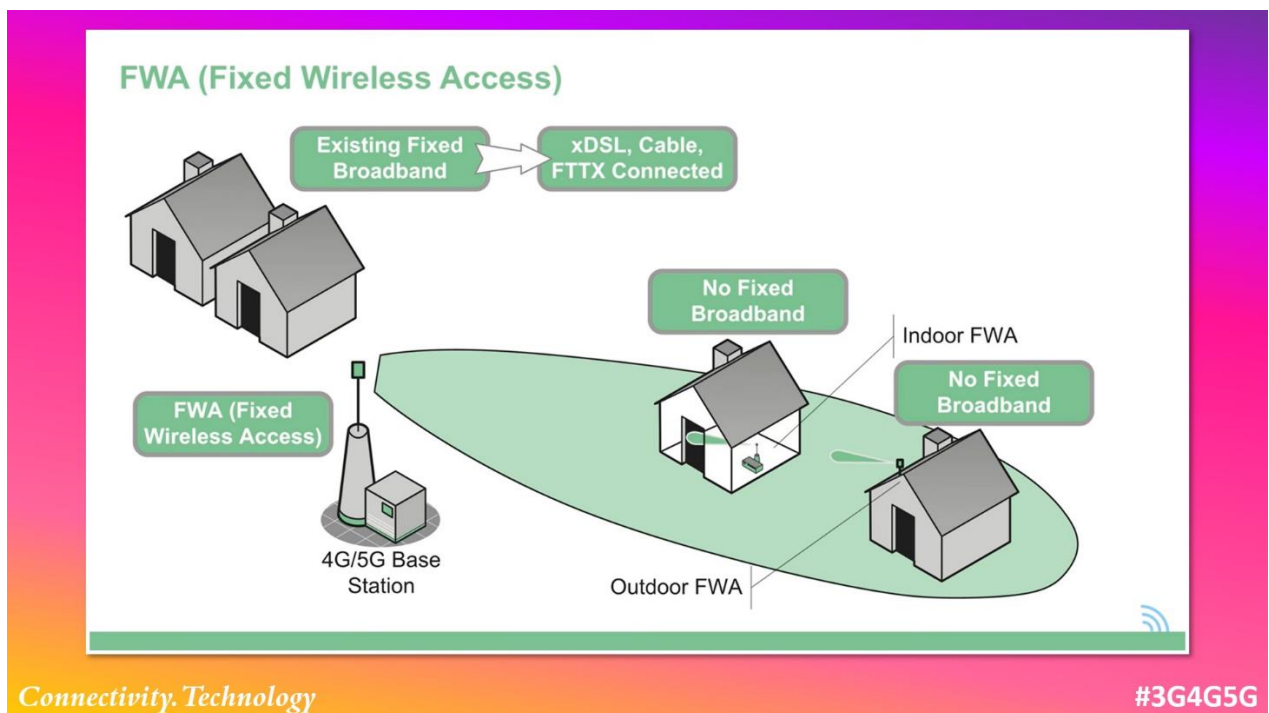 FWA (Fixed Wireless Access)
Existing Fixed
Broadband
xDSL, Cable,
FTTX Connected
No Fixed
Broadband
Indoor FWA
No Fixed
Broadband
FWA (Fixed
Wireless Access)
4G/5G Base
Station
Outdoor FWA
Connectivity.Technology
#3G4G5G